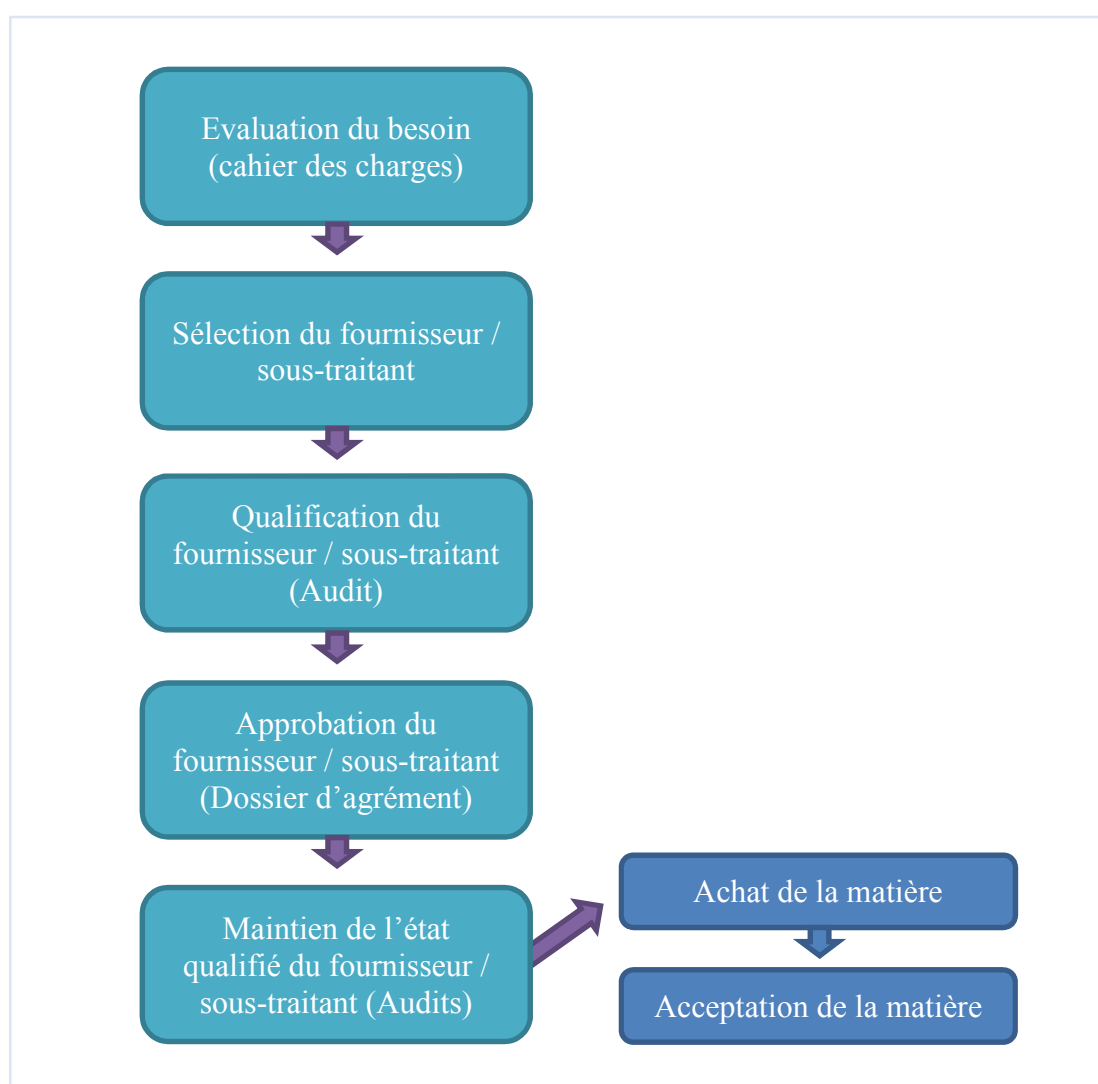 Evaluation du besoin
(cahier des charges)
Sélection du fournisseur /
sous-traitant
Qualification du
fournisseur / sous-traitant
(Audit)
Approbation du
fournisseur / sous-traitant
(Dossier d’agrément)
Maintien de l’état
qualifié du fournisseur /
sous-traitant (Audits)
Achat de la matière
Acceptation de la matière